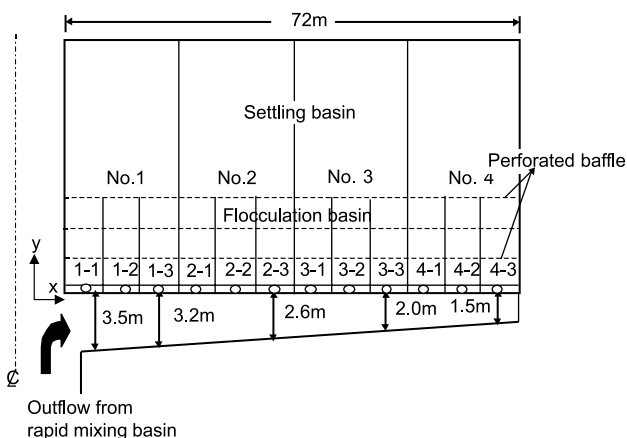 72m
Settling basin
Perforated baffle
No.1 No.2 No. 3 No. 4
Flocculation basin
y
1-1 1-2 1-3 2-1 2-2 2-3 3-1 3-2 3-3 4-1 4-2 4-3
x
3.5m 3.2m 2.6m 2.0m 1.5m
℄
Outflow from
rapid mixing basin